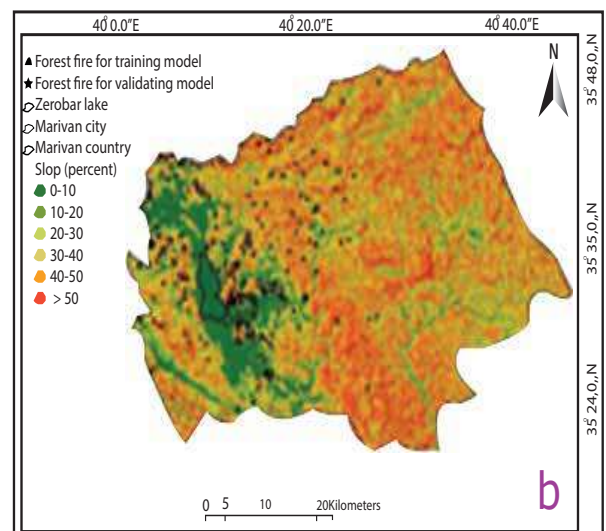 40 0.0"E 40 20.0"E 40 40.0"E
N
Forest fire for training model
Forest fire for validating model
Zerobar lake
Marivan city
Marivan country
Slop (percent)
0-10
10-20
20-30
30-40
40-50
> 50
35° 48,0,,N
35° 35,0,,N
35° 24,0,,N
0 5 10 20Kilometers
b